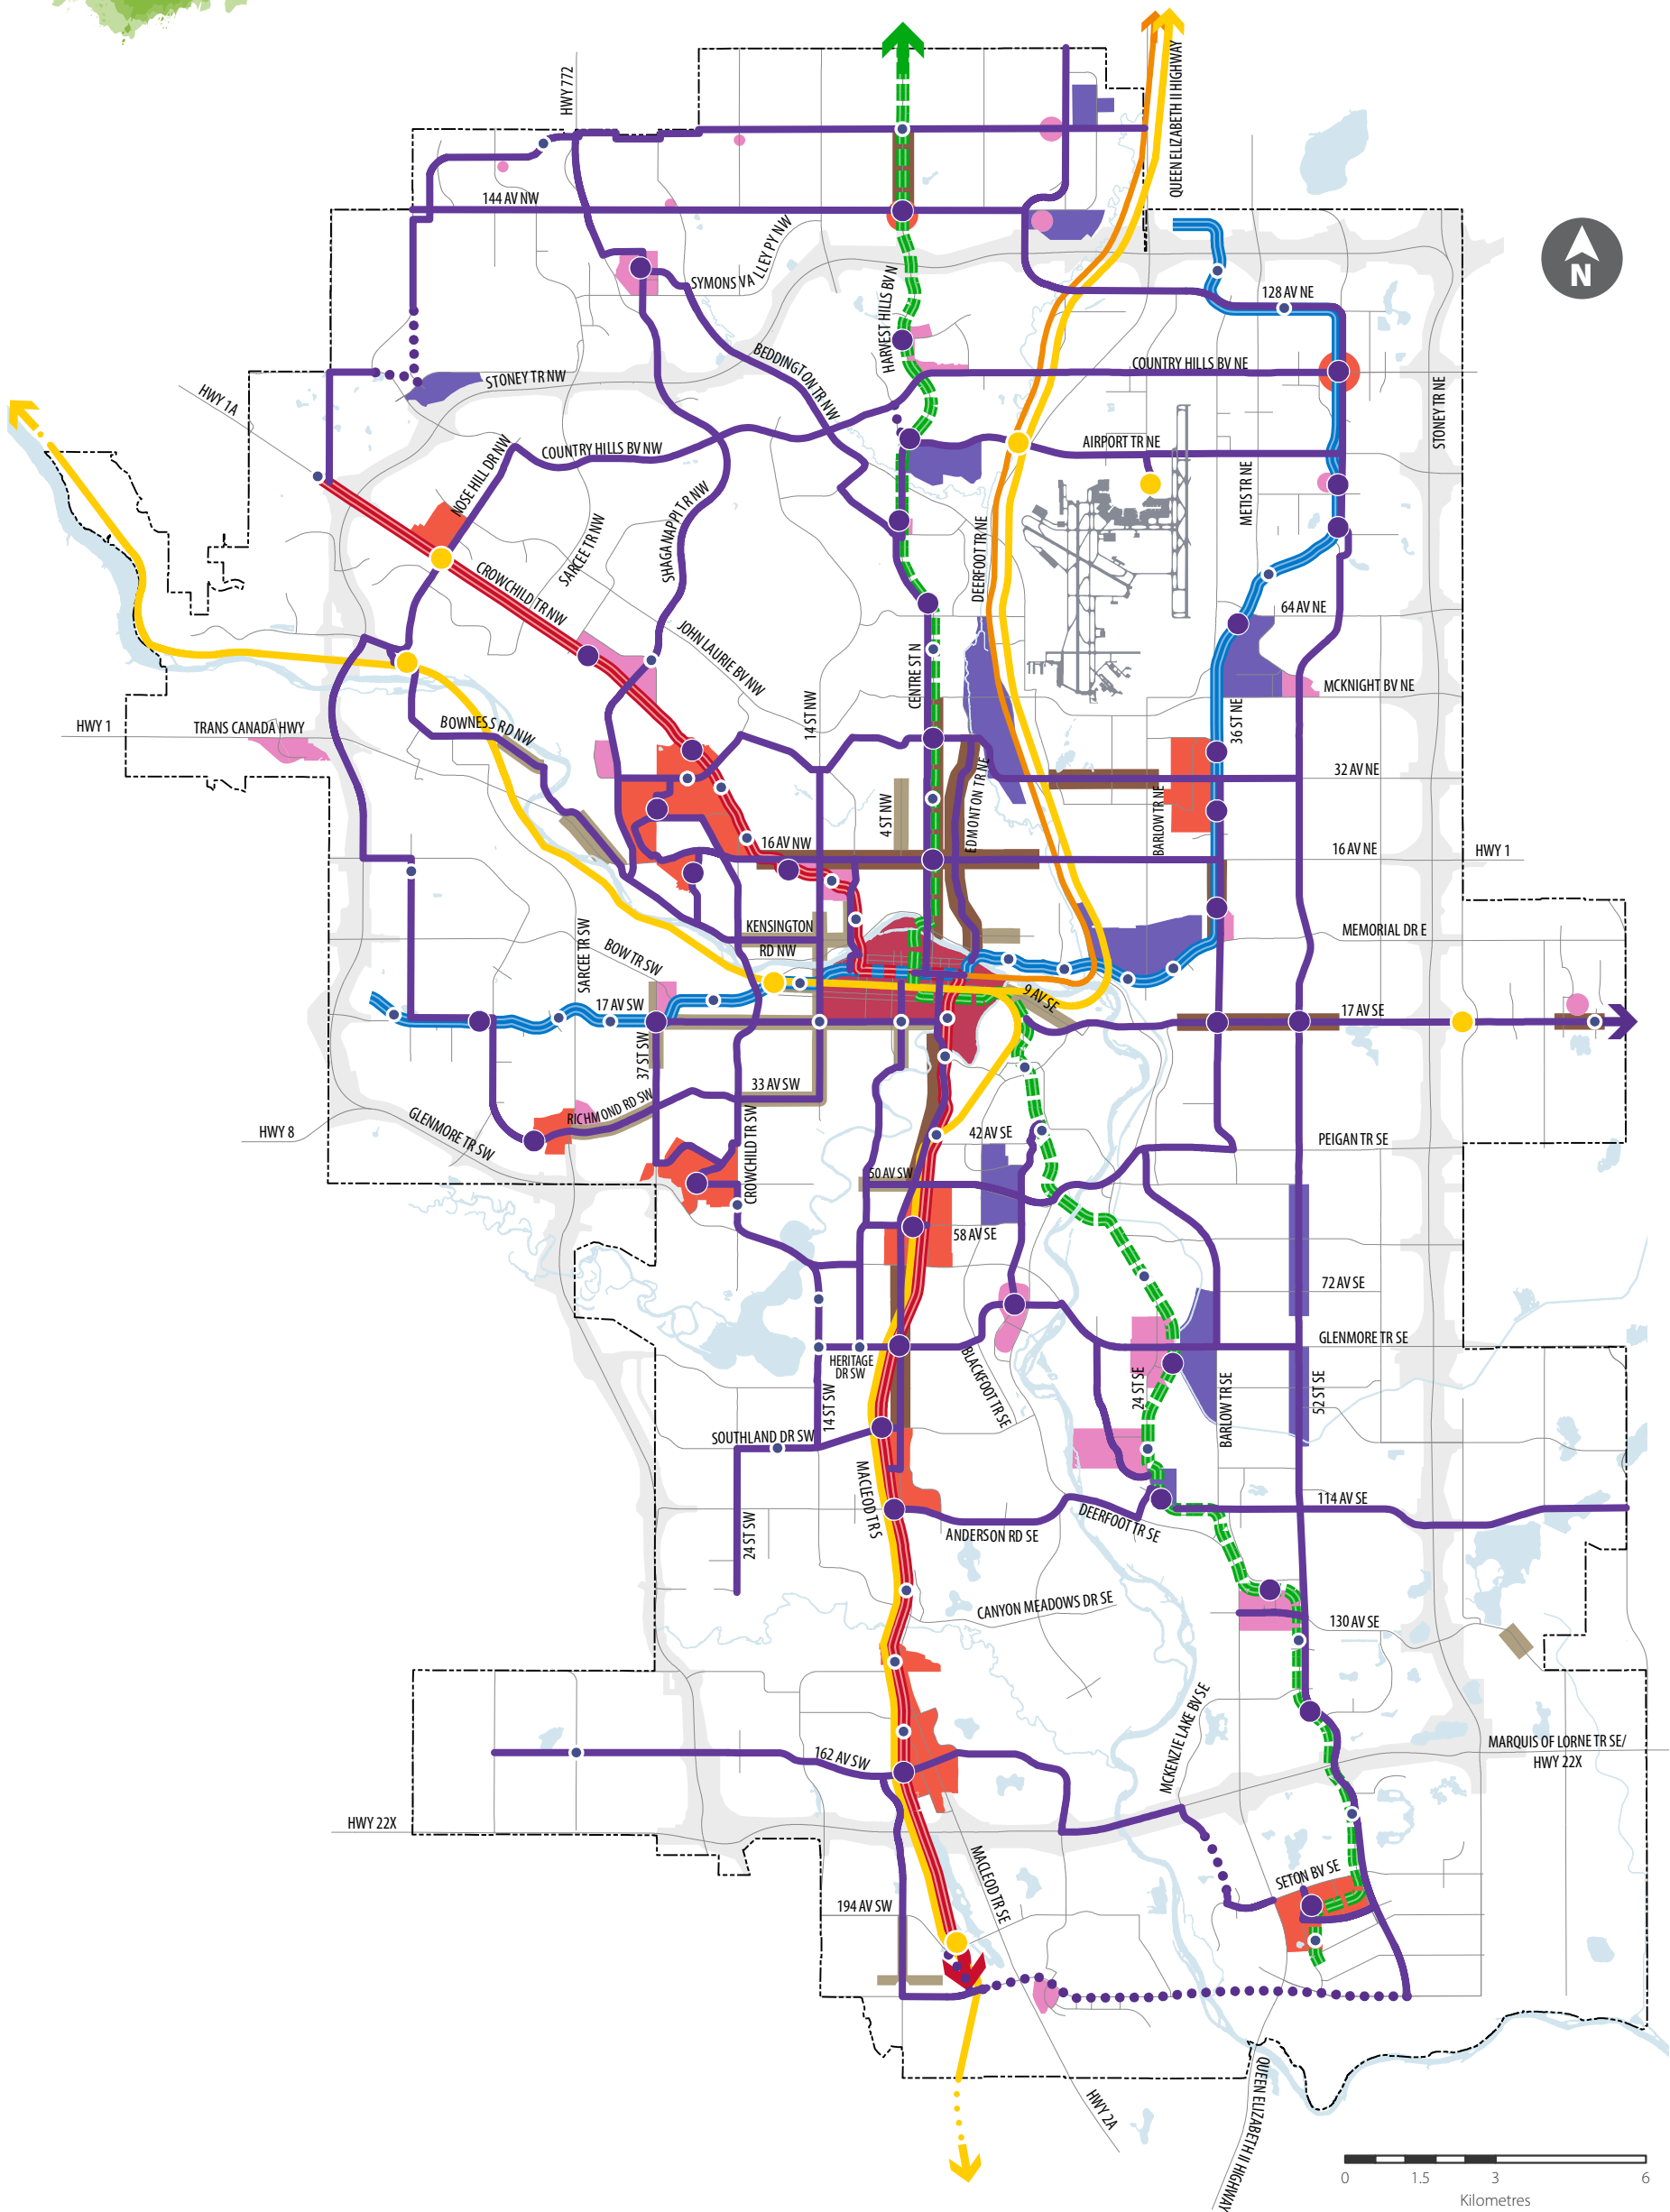 QUEEN ELIZABETH II HIGHWAY
HWY 772
144 AV NW
SYMONS VA
LLEY PY NW
N
128 AV NE
HARVEST HILLS BV N
BEDDINGTON TR NW
COUNTRY HILLS BV NE
STONEY TR NW
HWY 1A
STONEY TR NE
COUNTRY HILLS BV NW
AIRPORT TR NE
NOSE HILL DR NW
METIS TR NE
SHAGANAPPI TR NW
SARCEE TR NW
DEERFOOT TR NE
CROWCHILD TR NW
64 AV NE
JOHN LAURIE BV NW
CENTRE ST N
MCKNIGHT BV NE
14 ST NW
36 ST NE
HWY 1
TRANS CANADA HWY
BOWNESS RD NW
32 AV NE
4 ST NW
EDMONTON TR NE
BARLOW TR NE
16 AV NW
16 AV NE
HWY 1
KENSINGTON
RD NW
MEMORIAL DR E
SARCEE TR SW
BOW TR SW
17 AV SW
9 AV SE
17 AV SE
37 ST SW
33 AV SW
RICHMOND RD SW
HWY 8
GLENMORE TR SW
CROWCHILD TR SW
42 AV SE
PEIGAN TR SE
50 AV SW
58 AV SE
72 AV SE
GLENMORE TR SE
HERITAGE
DR SW
BLACKFOOT TR SE
24 ST SE
BARLOW TR SE
52 ST SE
14 ST SW
SOUTHLAND DR SW
MACLEOD TR S
24 ST SW
114 AV SE
DEERFOOT TR SE
ANDERSON RD SE
CANYON MEADOWS DR SE
130 AV SE
MCKENZIE LAKE BV SE
MARQUIS OF LORNE TR SE/
HWY 22X
162 AV SW
HWY 22X
MACLEOD TR SE
SETON BV SE
194 AV SW
QUEEN ELIZABETH II HIGHWAY
HWY 2A
0 1.5 3 6
Kilometres